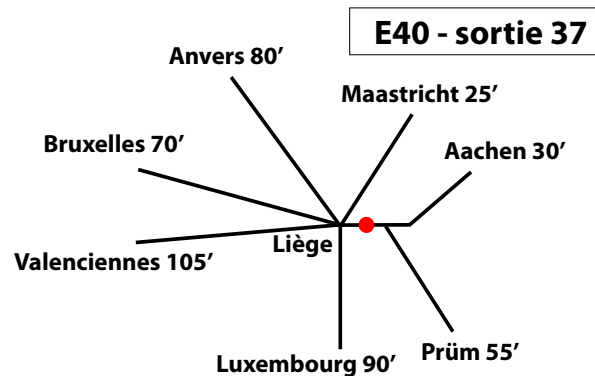 E40 - sortie 37
Anvers 80’
Maastricht 25’
Bruxelles 70’
Aachen 30’
Liège
Valenciennes 105’
Prüm 55’
Luxembourg 90’